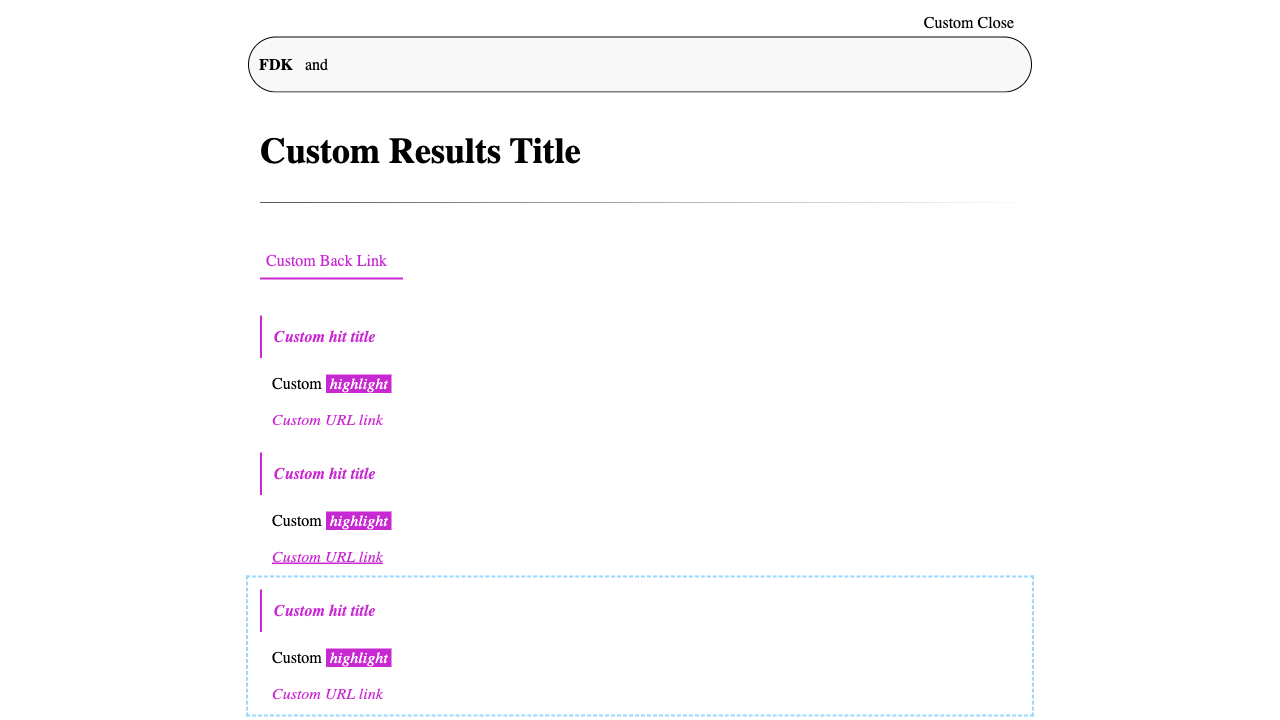 Custom Close
FDK and
Custom Results Title
Custom Back Link
Custom hit title
Custom highlight
Custom URL link
Custom hit title
Custom highlight
Custom URL link
Custom hit title
Custom highlight
Custom URL link